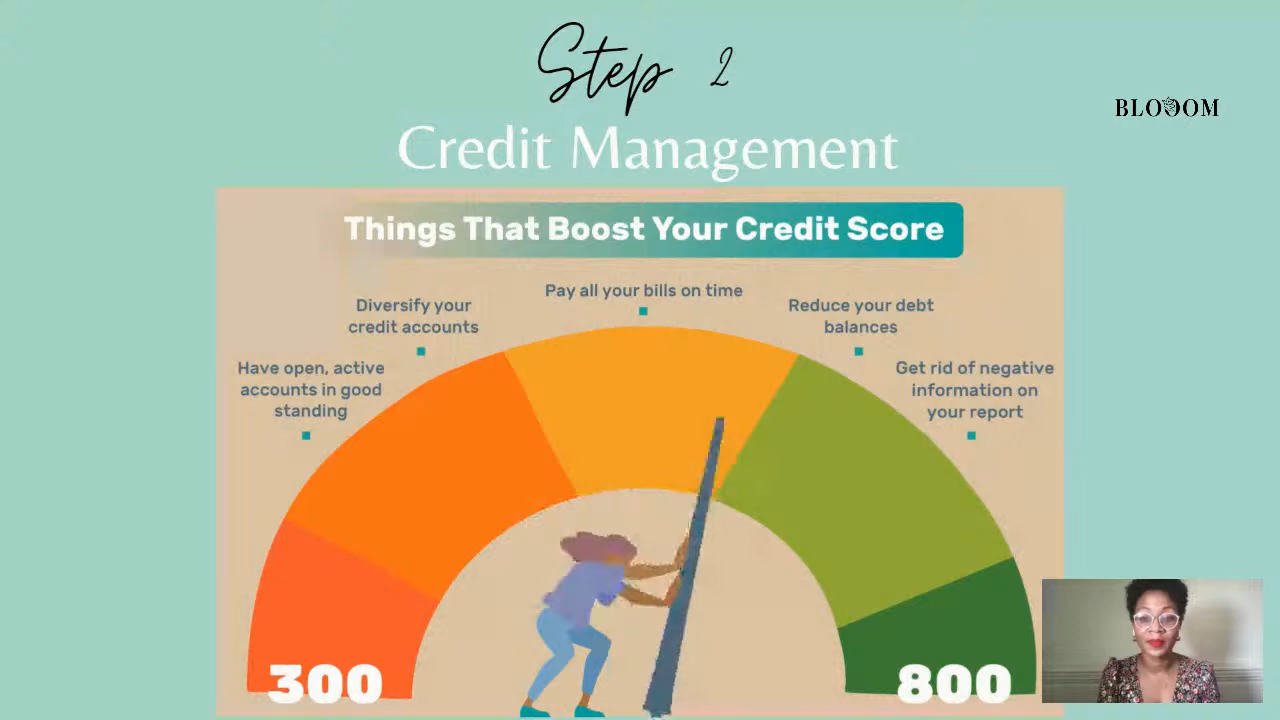 Step 2
BLOOOM
Credit Management
Things That Boost Your Credit Score
Have open, active
accounts in good
standing
Diversify your
credit accounts
Pay all your bills on time
Reduce your debt
balances
Get rid of negative
information on
your report
300
800